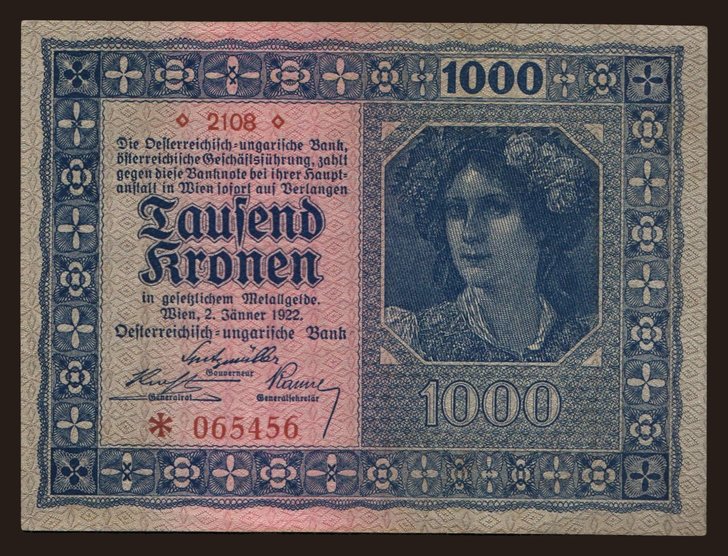 1000
◇ 2108 ◇
Die Oesterreichisch-ungarische Bank,
österreichische Geschäftsführung, zahlt
gegen diese Banknote bei ihrer Haupt-
anstalt in Wien sofort auf Verlangen
Tausend
Kronen
in gesetzlichem Metallgelde.
Wien, 2. Jänner 1922.
Oesterreichisch-ungarische Bank
Spitzmüller
Gouverneur
Generalrat
Generalsekretär
* 065456
1000